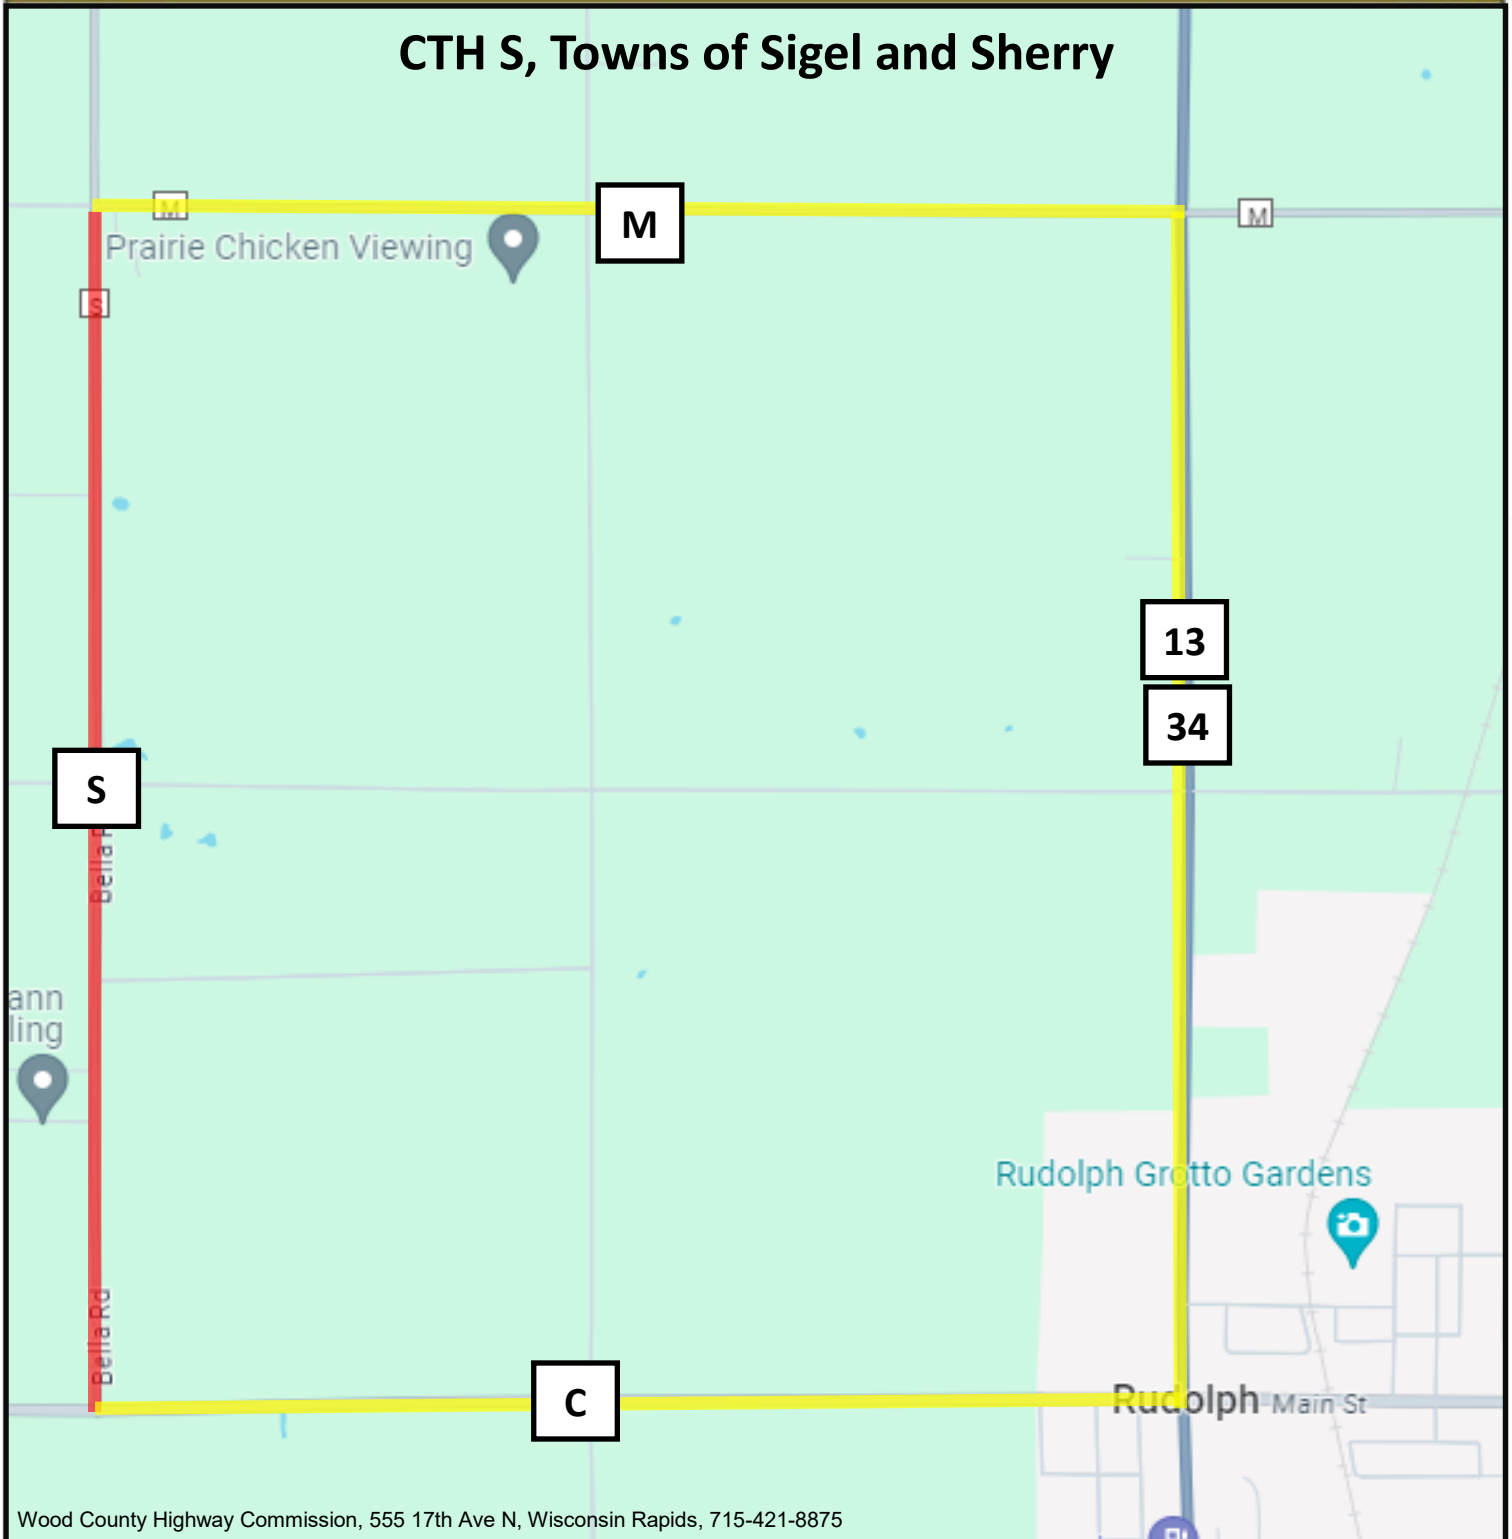 CTH S, Towns of Sigel and Sherry
M
M
M
Prairie Chicken Viewing
S
13
34
S
Bella
ann
ling
Rudolph Grotto Gardens
Bella Rd
C
Rudolph
Main St
Wood County Highway Commission, 555 17th Ave N, Wisconsin Rapids, 715-421-8875